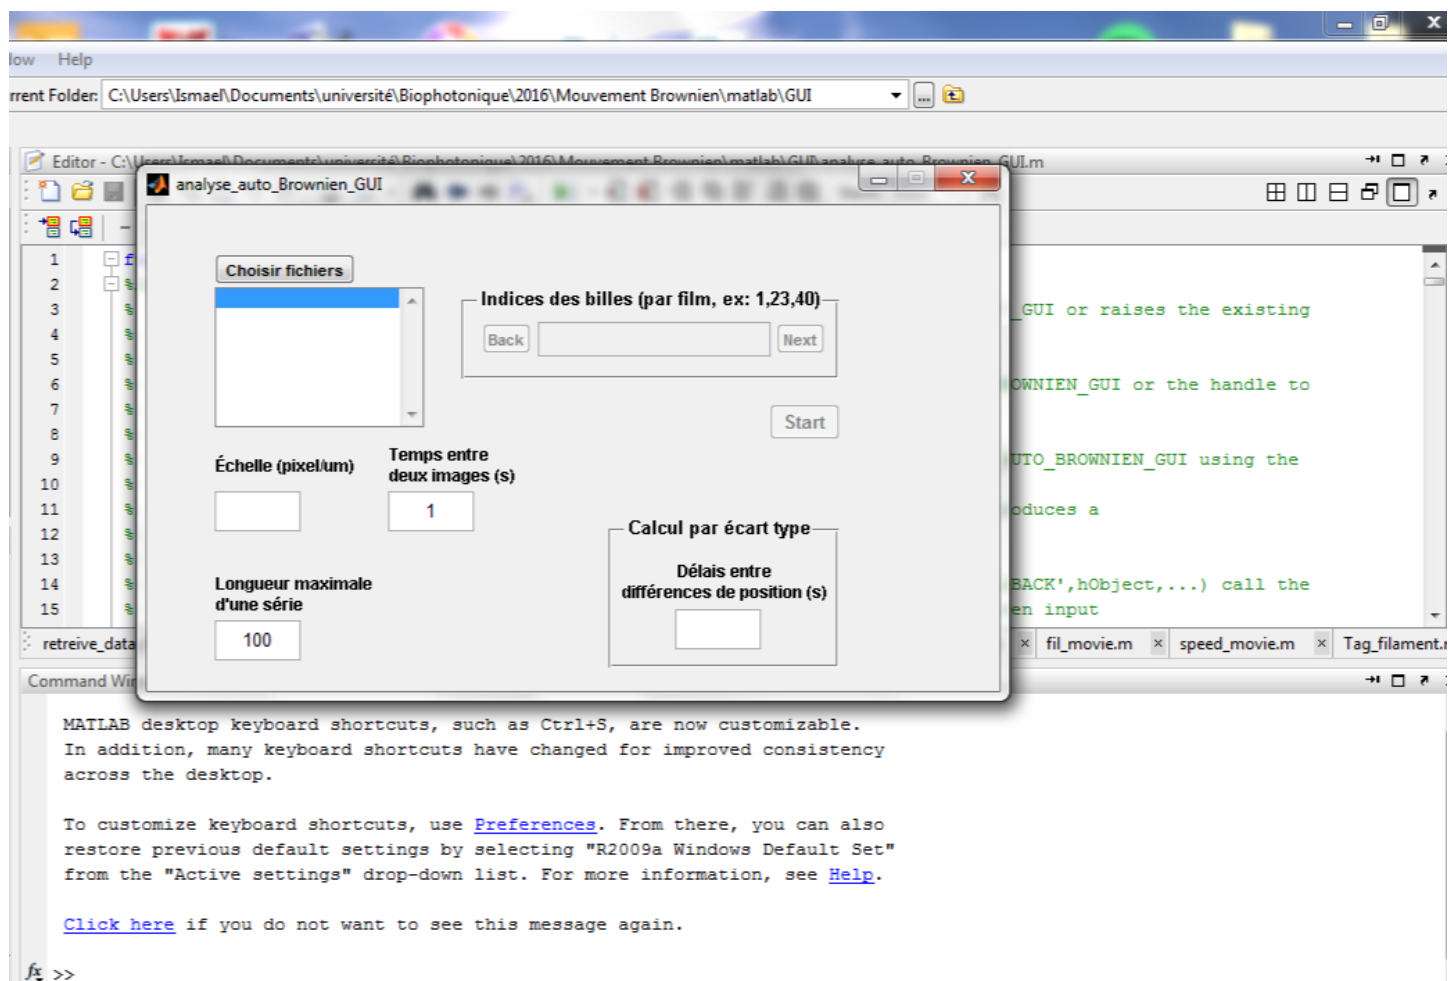 Help
Current Folder: C:\Users\Ismael\Documents\université\Biophotonique\2016\Mouvement Brownien\matlab\GUI
...
Editor - C:\Users\Ismael\Documents\université\Biophotonique\2016\Mouvement Brownien\matlab\GUI\analyse_auto_Brownien_GUI.m
analyse_auto_Brownien_GUI
Choisir fichiers
Indices des billes (par film, ex: 1,23,40)
Back
Next
Start
Échelle (pixel/um)
Temps entre
deux images (s)
1
Calcul par écart type
Délais entre
différences de position (s)
Longueur maximale
d'une série
100
1 f
2 %
3 % _GUI or raises the existing
4 %
5 %
6 % OWNIEN_GUI or the handle to
7 %
8 %
9 % UTO_BROWNIEN_GUI using the
10 %
11 % oduces a
12 %
13 %
14 % BACK',hObject,...) call the
15 % en input
retreive_data
fil_movie.m × speed_movie.m × Tag_filament.m
Command Win
MATLAB desktop keyboard shortcuts, such as Ctrl+S, are now customizable.
In addition, many keyboard shortcuts have changed for improved consistency
across the desktop.
To customize keyboard shortcuts, use Preferences. From there, you can also
restore previous default settings by selecting "R2009a Windows Default Set"
from the "Active settings" drop-down list. For more information, see Help.
Click here if you do not want to see this message again.
fx >>